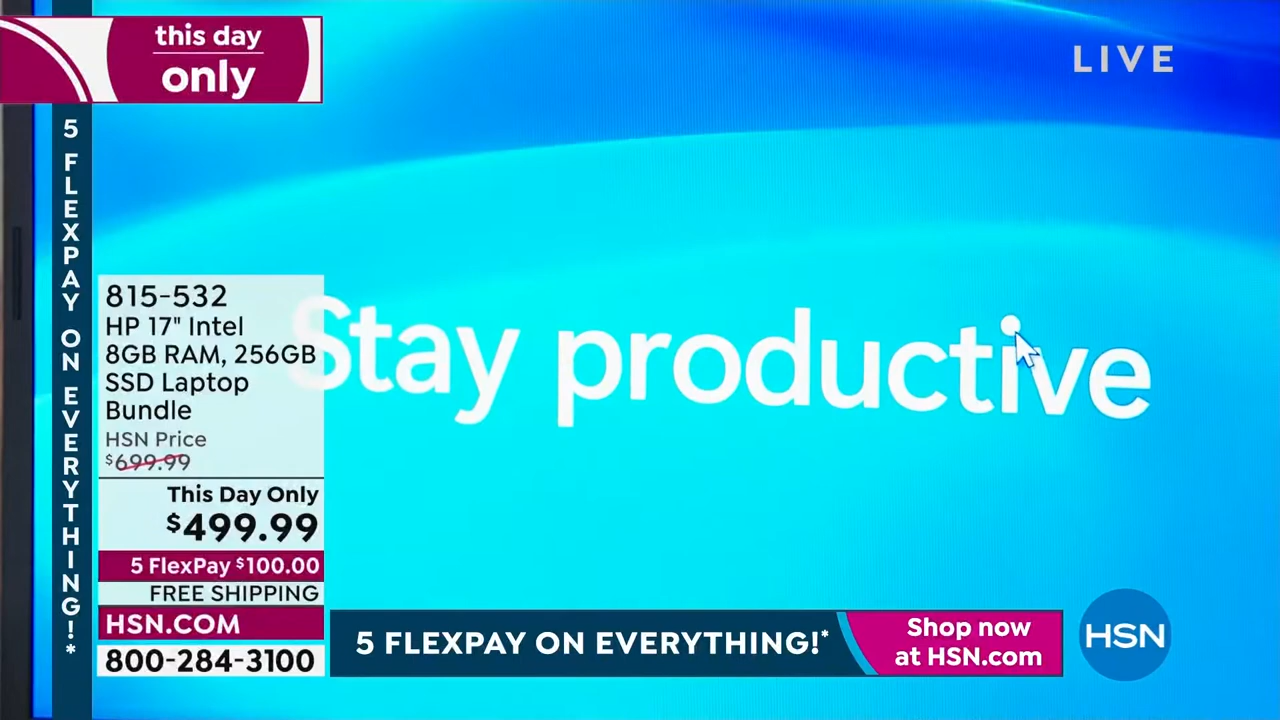 this day
only
LIVE
5 FLEXPAY ON EVERYTHING!*
815-532
HP 17" Intel
8GB RAM, 256GB
SSD Laptop
Bundle
HSN Price
$699.99
This Day Only
$499.99
5 FlexPay $100.00
FREE SHIPPING
HSN.COM
800-284-3100
Stay productive
5 FLEXPAY ON EVERYTHING!*
Shop now
at HSN.com
HSN